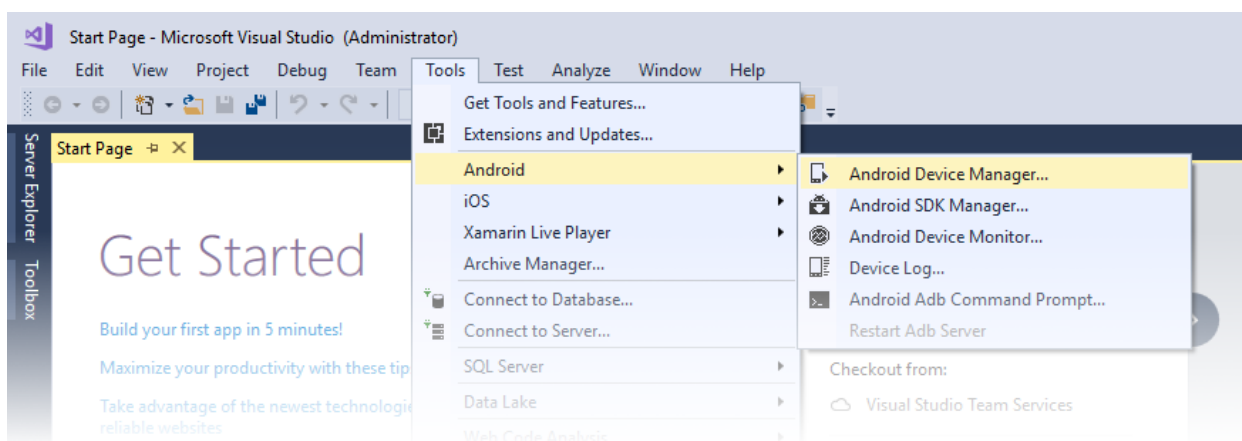 Start Page - Microsoft Visual Studio (Administrator)
File Edit View Project Debug Team Tools Test Analyze Window Help
Get Tools and Features...
Extensions and Updates...
Android
iOS
Xamarin Live Player
Archive Manager...
Connect to Database...
Connect to Server...
SQL Server
Data Lake
Web Code Analysis
Android Device Manager...
Android SDK Manager...
Android Device Monitor...
Device Log...
Android Adb Command Prompt...
Restart Adb Server
Server Explorer
Toolbox
Start Page
Get Started
Build your first app in 5 minutes!
Maximize your productivity with these tip
Take advantage of the newest technologie
reliable websites
Checkout from:
Visual Studio Team Services